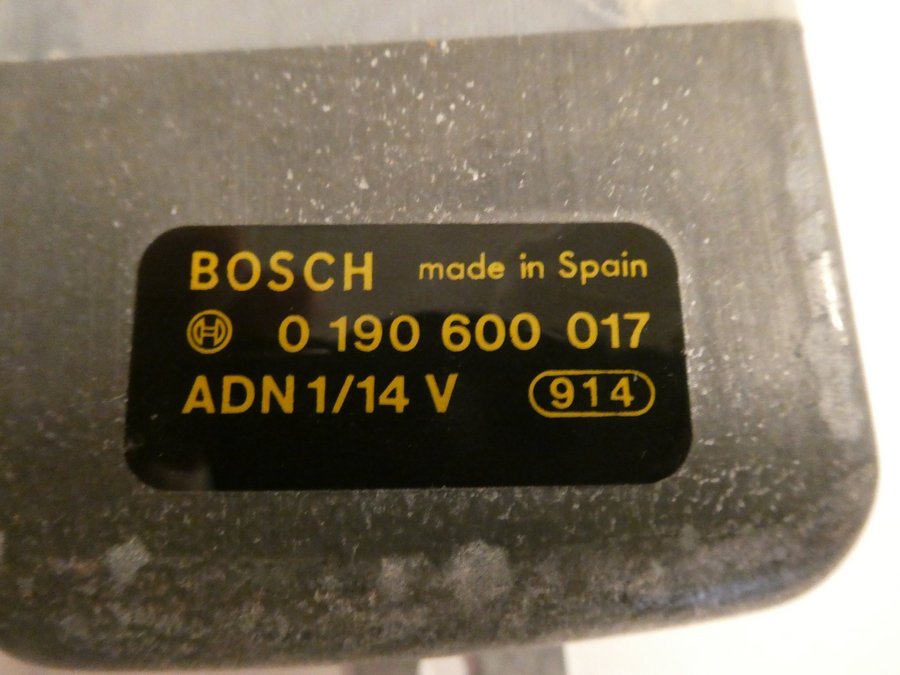 BOSCH made in Spain
0 190 600 017
ADN 1/14 V 914